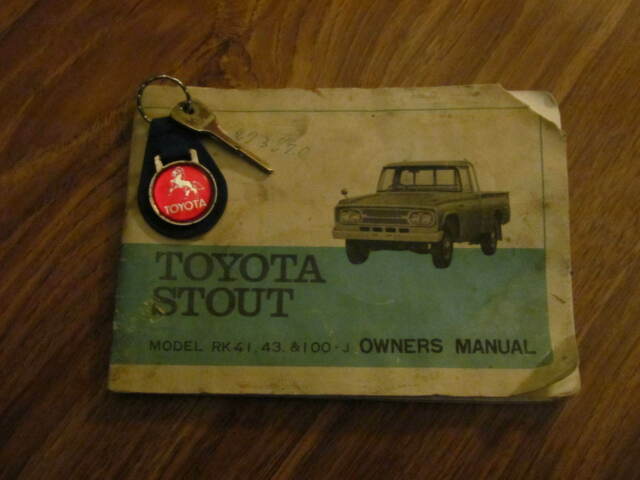 TOYOTA
TOYOTA
STOUT
MODEL RK41, 43, & 100-J OWNERS MANUAL